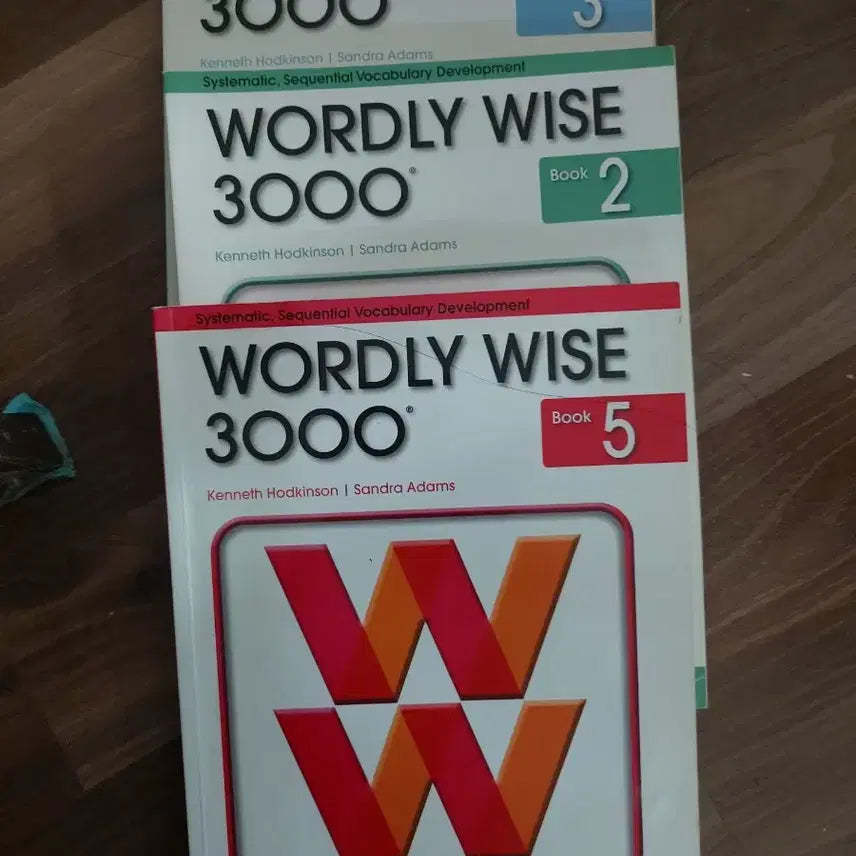 3000
3
Kenneth Hodkinson | Sandra Adams
Systematic, Sequential Vocabulary Development
WORDLY WISE
3000®
Book 2
Kenneth Hodkinson | Sandra Adams
Systematic, Sequential Vocabulary Development
WORDLY WISE
3000®
Book 5
Kenneth Hodkinson | Sandra Adams
W
W